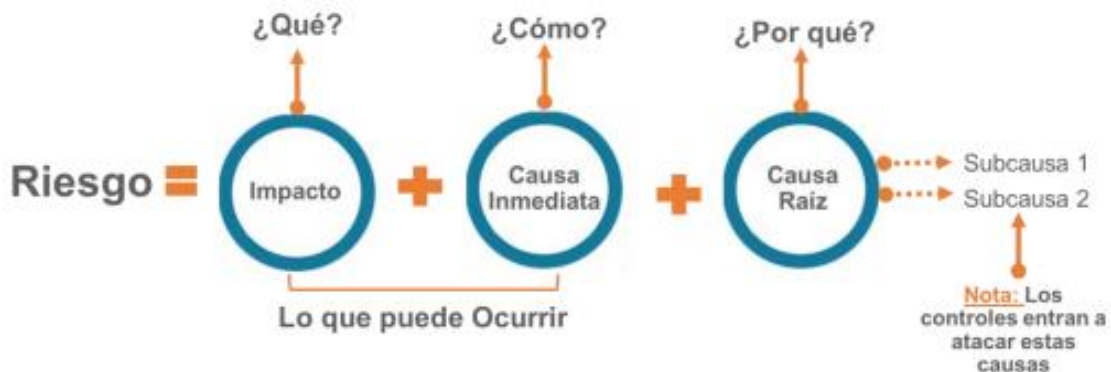 ¿Qué?
¿Cómo?
¿Por qué?
Riesgo =
Impacto
+
Causa
Inmediata
+
Causa
Raíz
Subcausa 1
Subcausa 2
Lo que puede Ocurrir
Nota: Los
controles entran a
atacar estas
causas